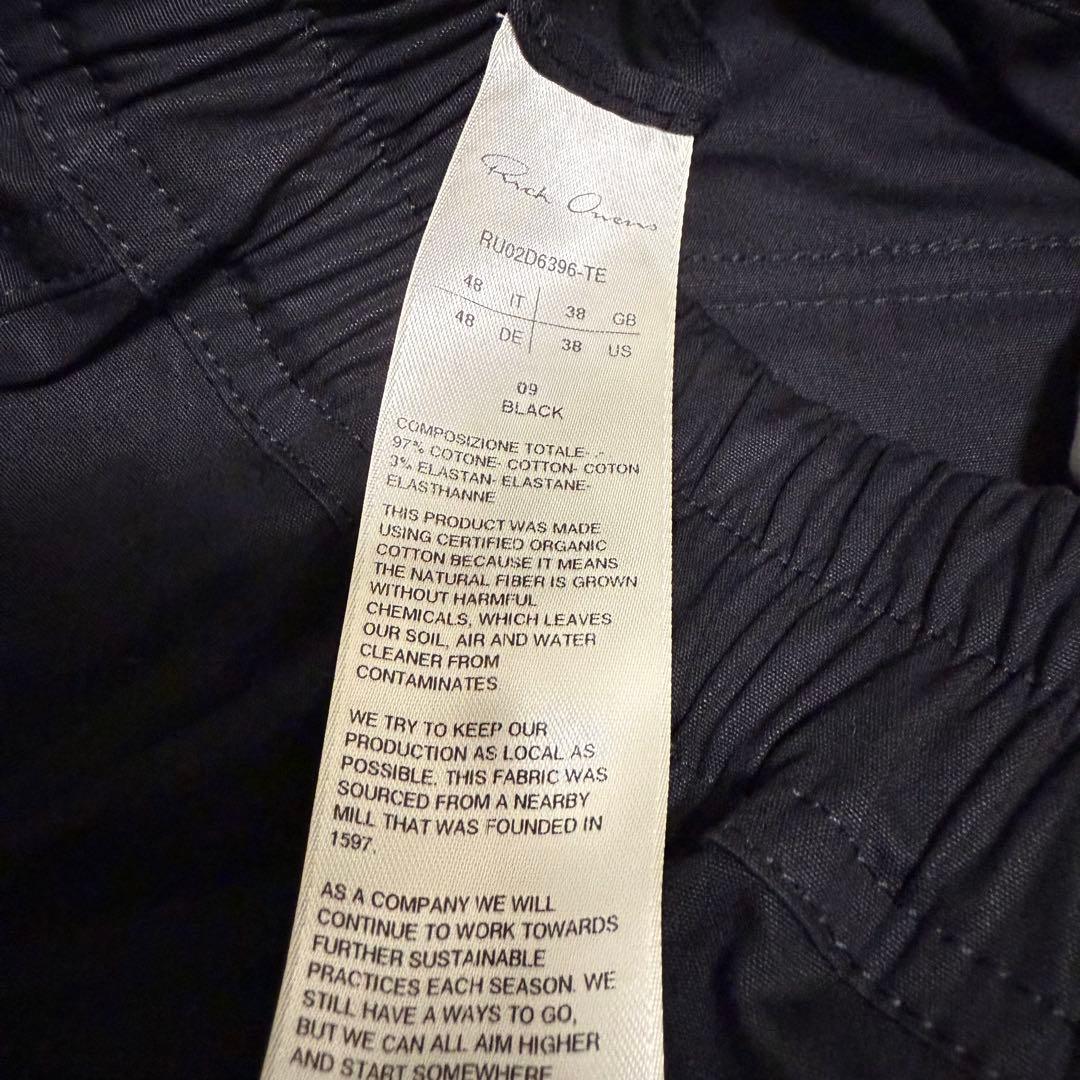 Rick Owens
RU02D6396-TE
48 IT 38 GB
48 DE 38 US
09
BLACK
COMPOSIZIONE TOTALE- .-
97% COTONE- COTTON- COTON
3% ELASTAN- ELASTANE-
ELASTHANNE
THIS PRODUCT WAS MADE
USING CERTIFIED ORGANIC
COTTON BECAUSE IT MEANS
THE NATURAL FIBER IS GROWN
WITHOUT HARMFUL
CHEMICALS, WHICH LEAVES
OUR SOIL, AIR AND WATER
CLEANER FROM
CONTAMINATES
WE TRY TO KEEP OUR
PRODUCTION AS LOCAL AS
POSSIBLE. THIS FABRIC WAS
SOURCED FROM A NEARBY
MILL THAT WAS FOUNDED IN
1597.
AS A COMPANY WE WILL
CONTINUE TO WORK TOWARDS
FURTHER SUSTAINABLE
PRACTICES EACH SEASON. WE
STILL HAVE A WAYS TO GO,
BUT WE CAN ALL AIM HIGHER
AND START SOMEWHERE